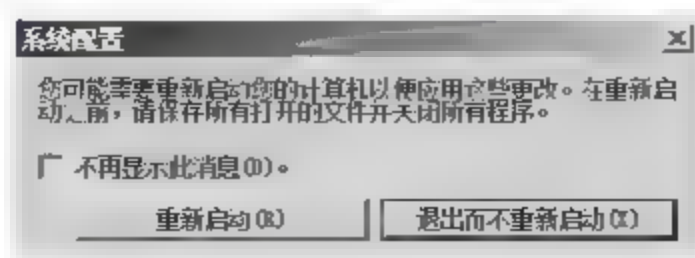 系统配置
您可能需要重新启动您的计算机以便应用这些更改。在重新启
动之前，请保存所有打开的文件并关闭所有程序。
不再显示此消息(D)。
重新启动(R)
退出而不重新启动(X)